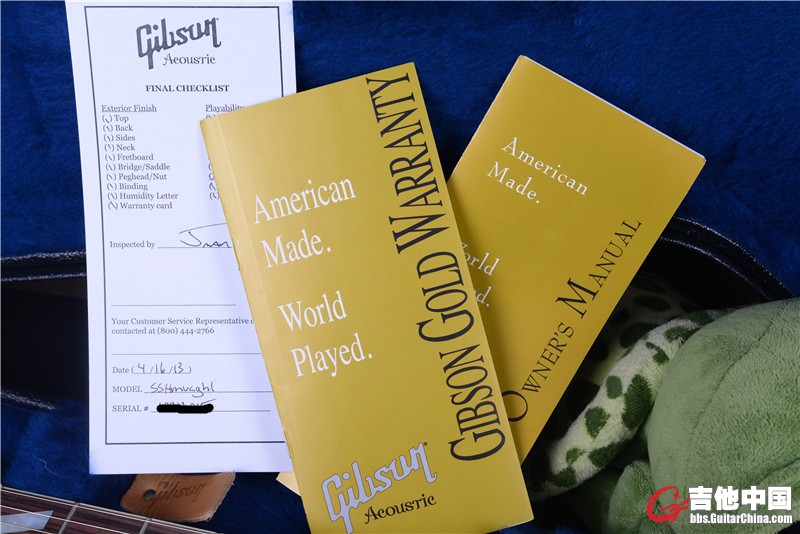 Gibson
Acoustic
FINAL CHECKLIST
Exterior Finish
Playability
Top
Back
Sides
Neck
Fretboard
Bridge/Saddle
Peghead/Nut
Binding
Humidity Letter
Warranty card
Inspected by
Your Customer Service Representative
contacted at (800) 444-2766
Date (4/16/13)
MODEL
SERIAL #
American
Made.
World
Played.
GIBSON GOLD WARRANTY
Gibson
Acoustic
American
Made.
OWNER'S MANUAL
Gibson
吉他中国
bbs.GuitarChina.com